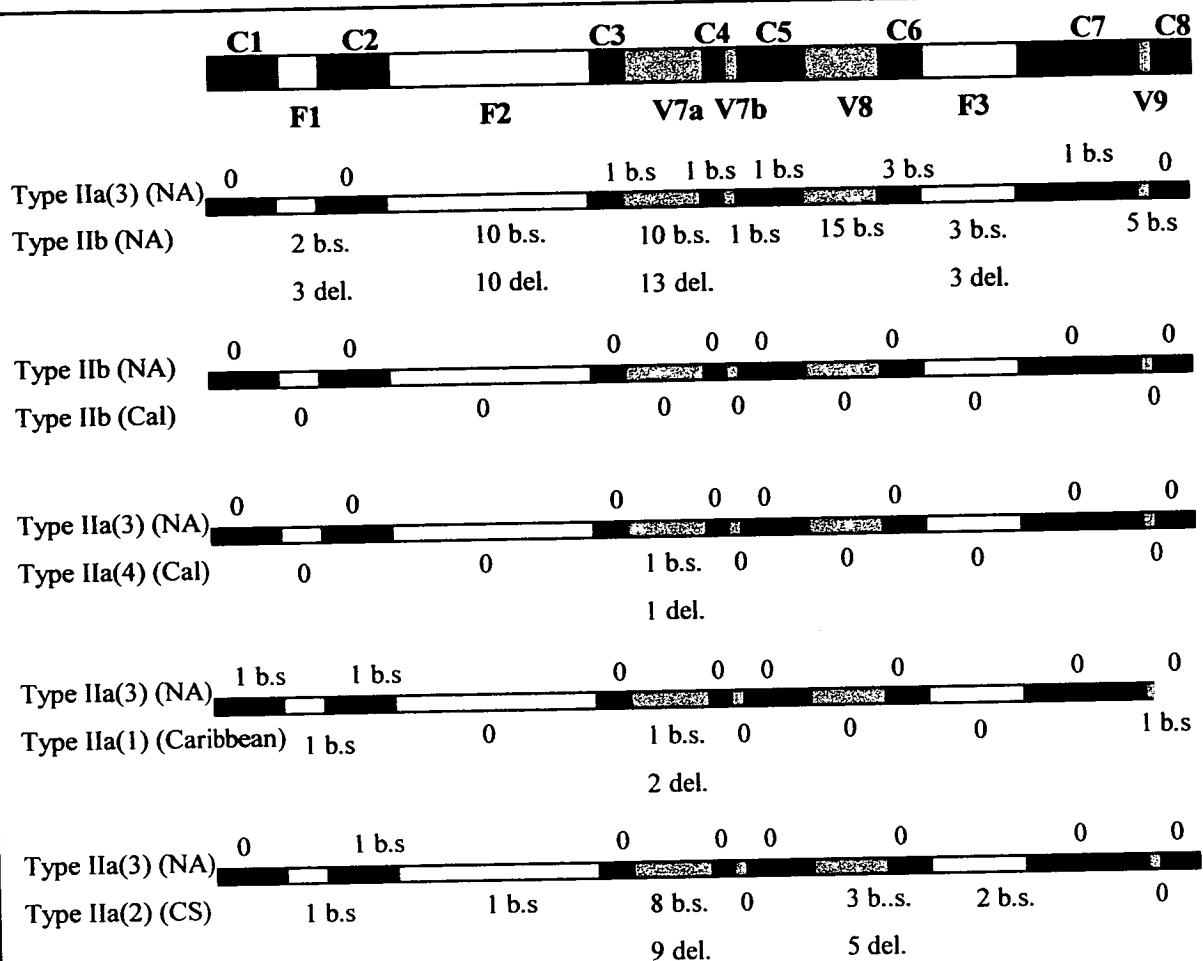 C1 C2 C3 C4 C5 C6 C7 C8
F1 F2 V7a V7b V8 F3 V9
0 0 1 b.s 1 b.s 1 b.s 3 b.s 1 b.s 0
Type IIa(3) (NA)
Type IIb (NA) 2 b.s. 10 b.s. 10 b.s. 1 b.s 15 b.s 3 b.s. 5 b.s
3 del. 10 del. 13 del. 3 del.
0 0 0 0 0 0 0 0
Type IIb (NA)
Type IIb (Cal) 0 0 0 0 0 0 0
0 0 0 0 0 0 0 0
Type IIa(3) (NA)
Type IIa(4) (Cal) 0 0 1 b.s. 0 0 0 0
1 del.
1 b.s 1 b.s 0 0 0 0 0 0
Type IIa(3) (NA)
Type IIa(1) (Caribbean) 1 b.s 0 1 b.s. 0 0 0 1 b.s
2 del.
0 1 b.s 0 0 0 0 0 0
Type IIa(3) (NA)
Type IIa(2) (CS) 1 b.s 1 b.s 8 b.s. 0 3 b..s. 2 b.s. 0
9 del. 5 del.